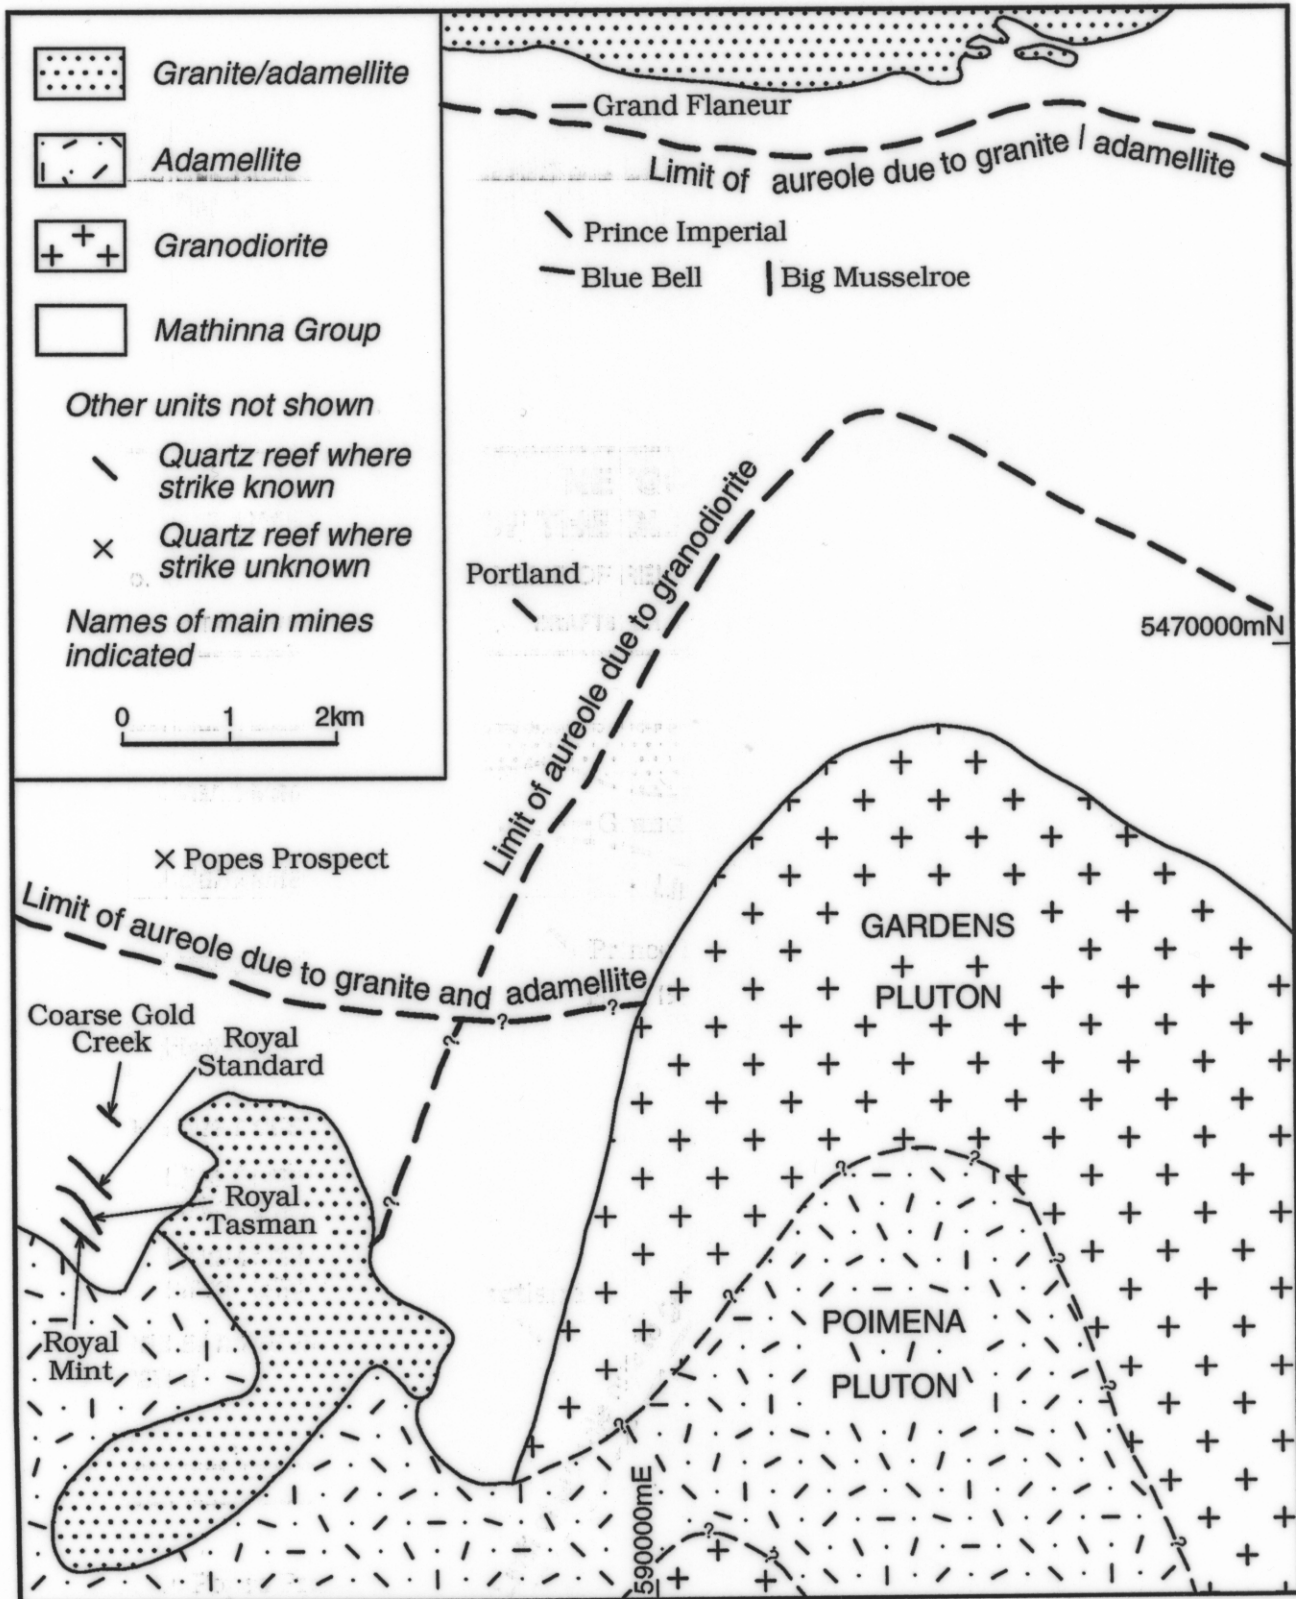 Granite/adamellite
Adamellite
Granodiorite
Mathinna Group
Other units not shown
Quartz reef where
strike known
Quartz reef where
strike unknown
Names of main mines
indicated
0 1 2km
Grand Flaneur
Limit of aureole due to granite / adamellite
Prince Imperial
Blue Bell
Big Musselroe
Limit of aureole due to granodiorite
Portland
5470000mN
Popes Prospect
Limit of aureole due to granite and adamellite
? ?
?
?
GARDENS
PLUTON
Coarse Gold
Creek
Royal
Standard
Royal
Tasman
Royal
Mint
? ?
?
?
?
?
POIMENA
PLUTON
590000mE
?
?
?